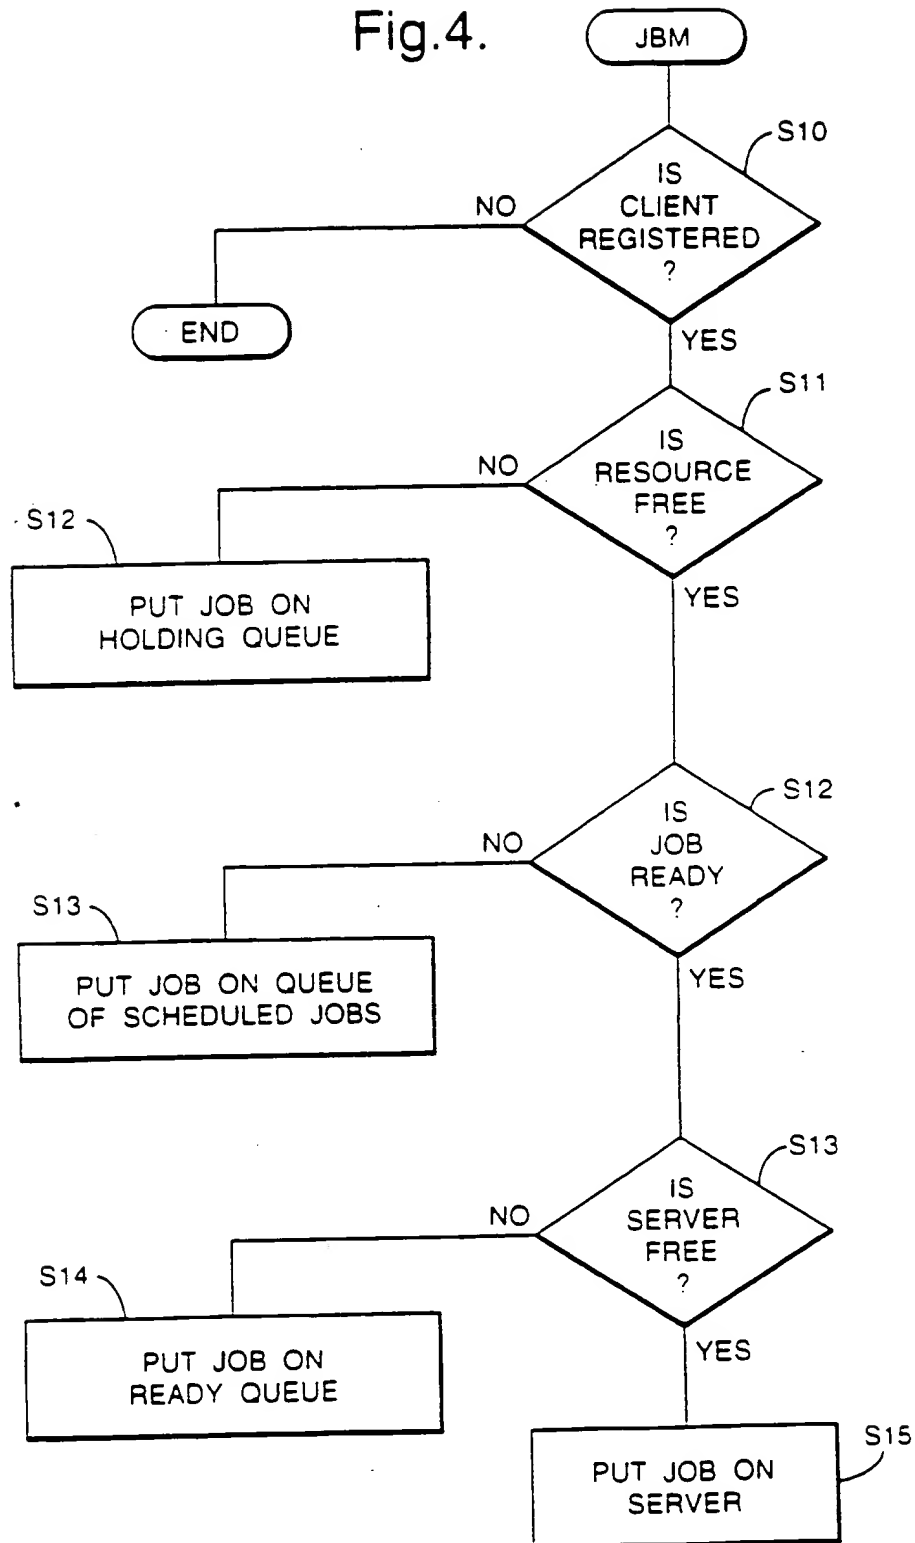 Fig.4.
JBM
S10
IS
CLIENT
REGISTERED
?
NO
END
YES
S11
IS
RESOURCE
FREE
?
NO
S12
PUT JOB ON
HOLDING QUEUE
YES
S12
IS
JOB
READY
?
NO
S13
PUT JOB ON QUEUE
OF SCHEDULED JOBS
YES
S13
IS
SERVER
FREE
?
NO
S14
PUT JOB ON
READY QUEUE
YES
S15
PUT JOB ON
SERVER